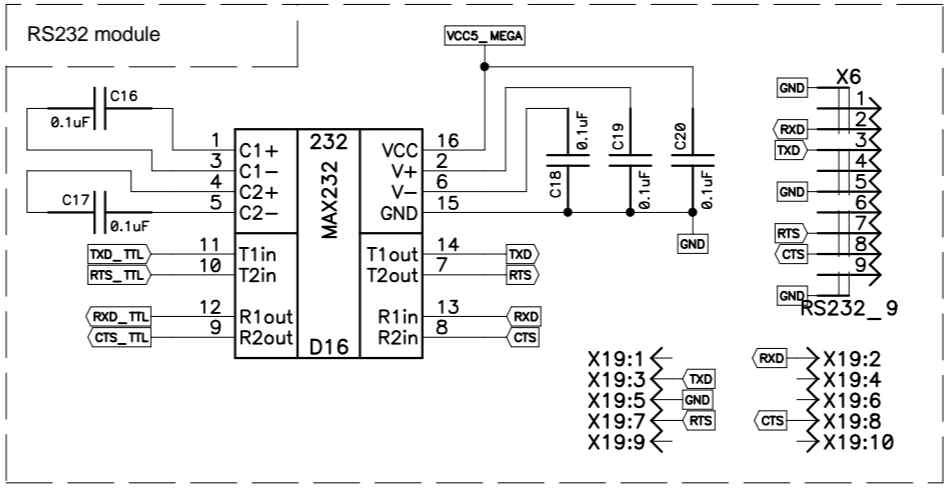 RS232 module
VCC5_MEGA
C16
0.1uF
C17
0.1uF
1 C1+
3 C1-
4 C2+
5 C2-
TXD_TTL 11 T1in
RTS_TTL 10 T2in
RXD_TTL 12 R1out
CTS_TTL 9 R2out
232
MAX232
D16
VCC 16
V+ 2
V- 6
GND 15
T1out 14 TXD
T2out 7 RTS
R1in 13 RXD
R2in 8 CTS
C18
0.1uF
C19
0.1uF
C20
0.1uF
GND
X6
GND
1
RXD 2
TXD 3
4
GND 5
6
RTS 7
CTS 8
9
GND
RS232_9
X19:1
X19:3 TXD
X19:5 GND
X19:7 RTS
X19:9
RXD X19:2
X19:4
X19:6
CTS X19:8
X19:10